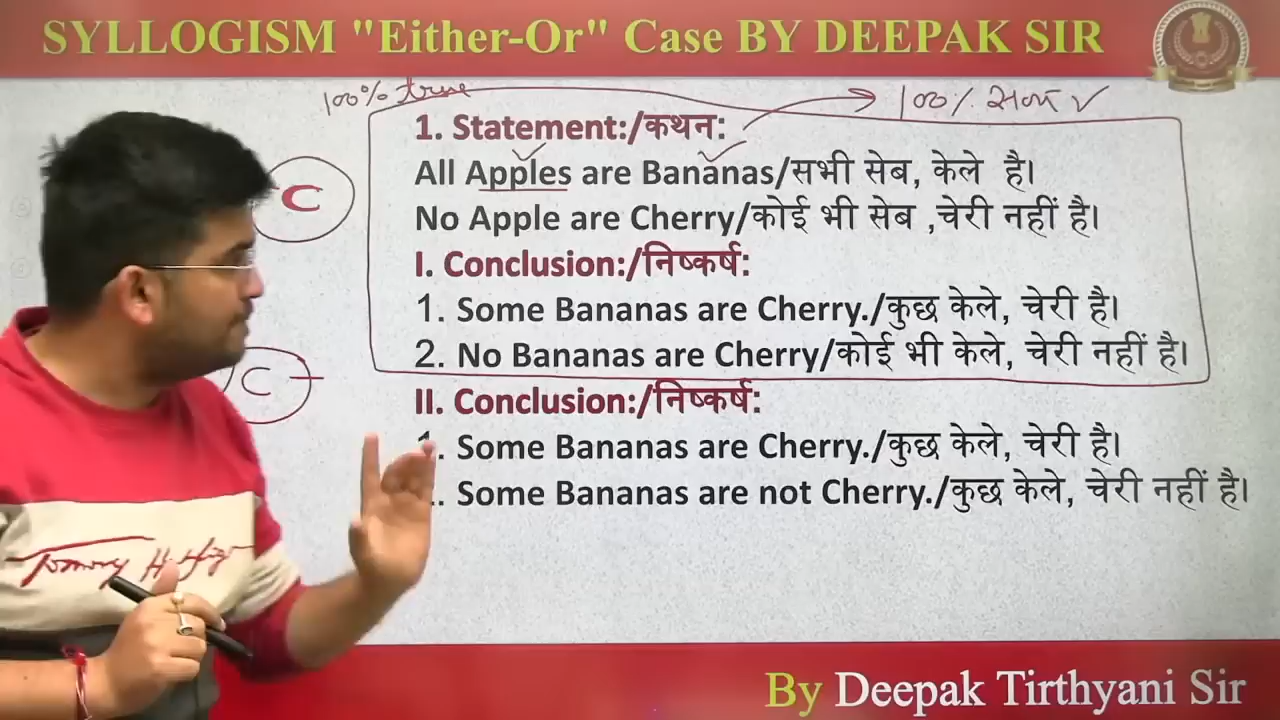 SYLLOGISM "Either-Or" Case BY DEEPAK SIR
100% true
100% सत्य
1. Statement:/कथन:
All Apples are Bananas/सभी सेब, केले है।
No Apple are Cherry/कोई भी सेब ,चेरी नहीं है।
C
I. Conclusion:/निष्कर्ष:
1. Some Bananas are Cherry./कुछ केले, चेरी है।
2. No Bananas are Cherry/कोई भी केले, चेरी नहीं है।
C
II. Conclusion:/निष्कर्ष:
1. Some Bananas are Cherry./कुछ केले, चेरी है।
Some Bananas are not Cherry./कुछ केले, चेरी नहीं है।
Tommy
By Deepak Tirthyani Sir